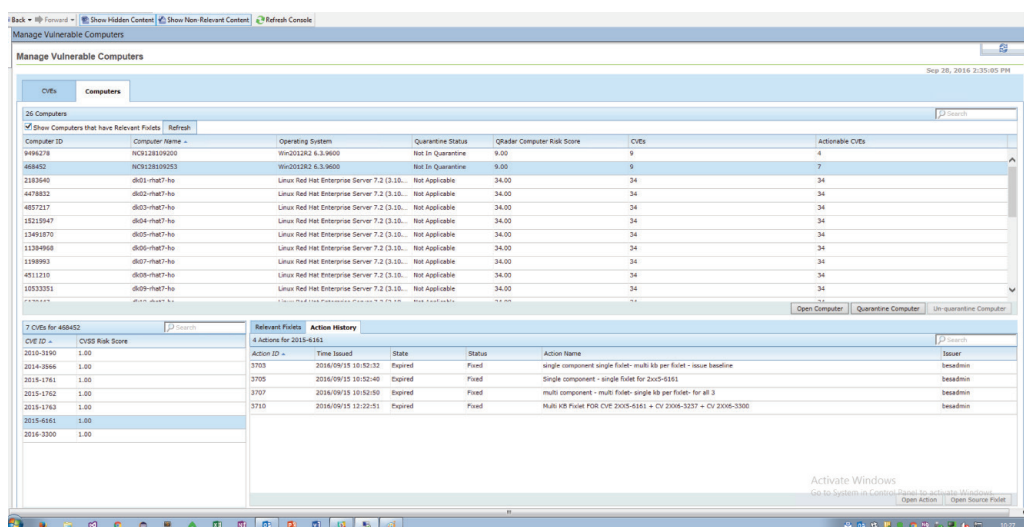 Back Forward Show Hidden Content Show Non-Relevant Content Refresh Console
Manage Vulnerable Computers
Manage Vulnerable Computers
Sep 28, 2016 2:35:05 PM
CVEs Computers
26 Computers Search
Show Computers that have Relevant Fixlets Refresh
Computer ID Computer Name Operating System Quarantine Status QRadar Computer Risk Score CVEs Actionable CVEs
9496278 NC9128109200 Win2012R2 6.3.9600 Not In Quarantine 9.00 9 4
468452 NC9128109253 Win2012R2 6.3.9600 Not In Quarantine 9.00 9 7
2163640 dk01-rhat7-ho Linux Red Hat Enterprise Server 7.2 (3.10... Not Applicable 34.00 34 34
4478832 dk02-rhat7-ho Linux Red Hat Enterprise Server 7.2 (3.10... Not Applicable 34.00 34 34
4857217 dk03-rhat7-ho Linux Red Hat Enterprise Server 7.2 (3.10... Not Applicable 34.00 34 34
15215947 dk04-rhat7-ho Linux Red Hat Enterprise Server 7.2 (3.10... Not Applicable 34.00 34 34
13491870 dk05-rhat7-ho Linux Red Hat Enterprise Server 7.2 (3.10... Not Applicable 34.00 34 34
11384968 dk06-rhat7-ho Linux Red Hat Enterprise Server 7.2 (3.10... Not Applicable 34.00 34 34
1198993 dk07-rhat7-ho Linux Red Hat Enterprise Server 7.2 (3.10... Not Applicable 34.00 34 34
4511210 dk08-rhat7-ho Linux Red Hat Enterprise Server 7.2 (3.10... Not Applicable 34.00 34 34
10533351 dk09-rhat7-ho Linux Red Hat Enterprise Server 7.2 (3.10... Not Applicable 34.00 34 34
Open Computer Quarantine Computer Un-quarantine Computer
7 CVEs for 468452 Search
CVE ID CVSS Risk Score
2010-3190 1.00
2014-3566 1.00
2015-1761 1.00
2015-1762 1.00
2015-1763 1.00
2015-6161 1.00
2016-3300 1.00
Relevant Fixlets Action History
4 Actions for 2015-6161 Search
Action ID Time Issued State Status Action Name Issuer
3703 2016/09/15 10:52:32 Expired Fixed single component single fixlet- multi kb per fixlet - issue baseline besadmin
3705 2016/09/15 10:52:40 Expired Fixed Single component - single fixlet for 2xx5-6161 besadmin
3707 2016/09/15 10:52:50 Expired Fixed multi component - multi fixlet- single kb per fixlet- for all 3 besadmin
3710 2016/09/15 12:22:51 Expired Fixed Multi KB Fixlet FOR CVE 2XX5-6161 + CV 2XX6-3237 + CV 2XX6-3300 besadmin
Activate Windows
Go to System in Control Panel to activate Windows.
Open Action Open Source Fixlet
10:37